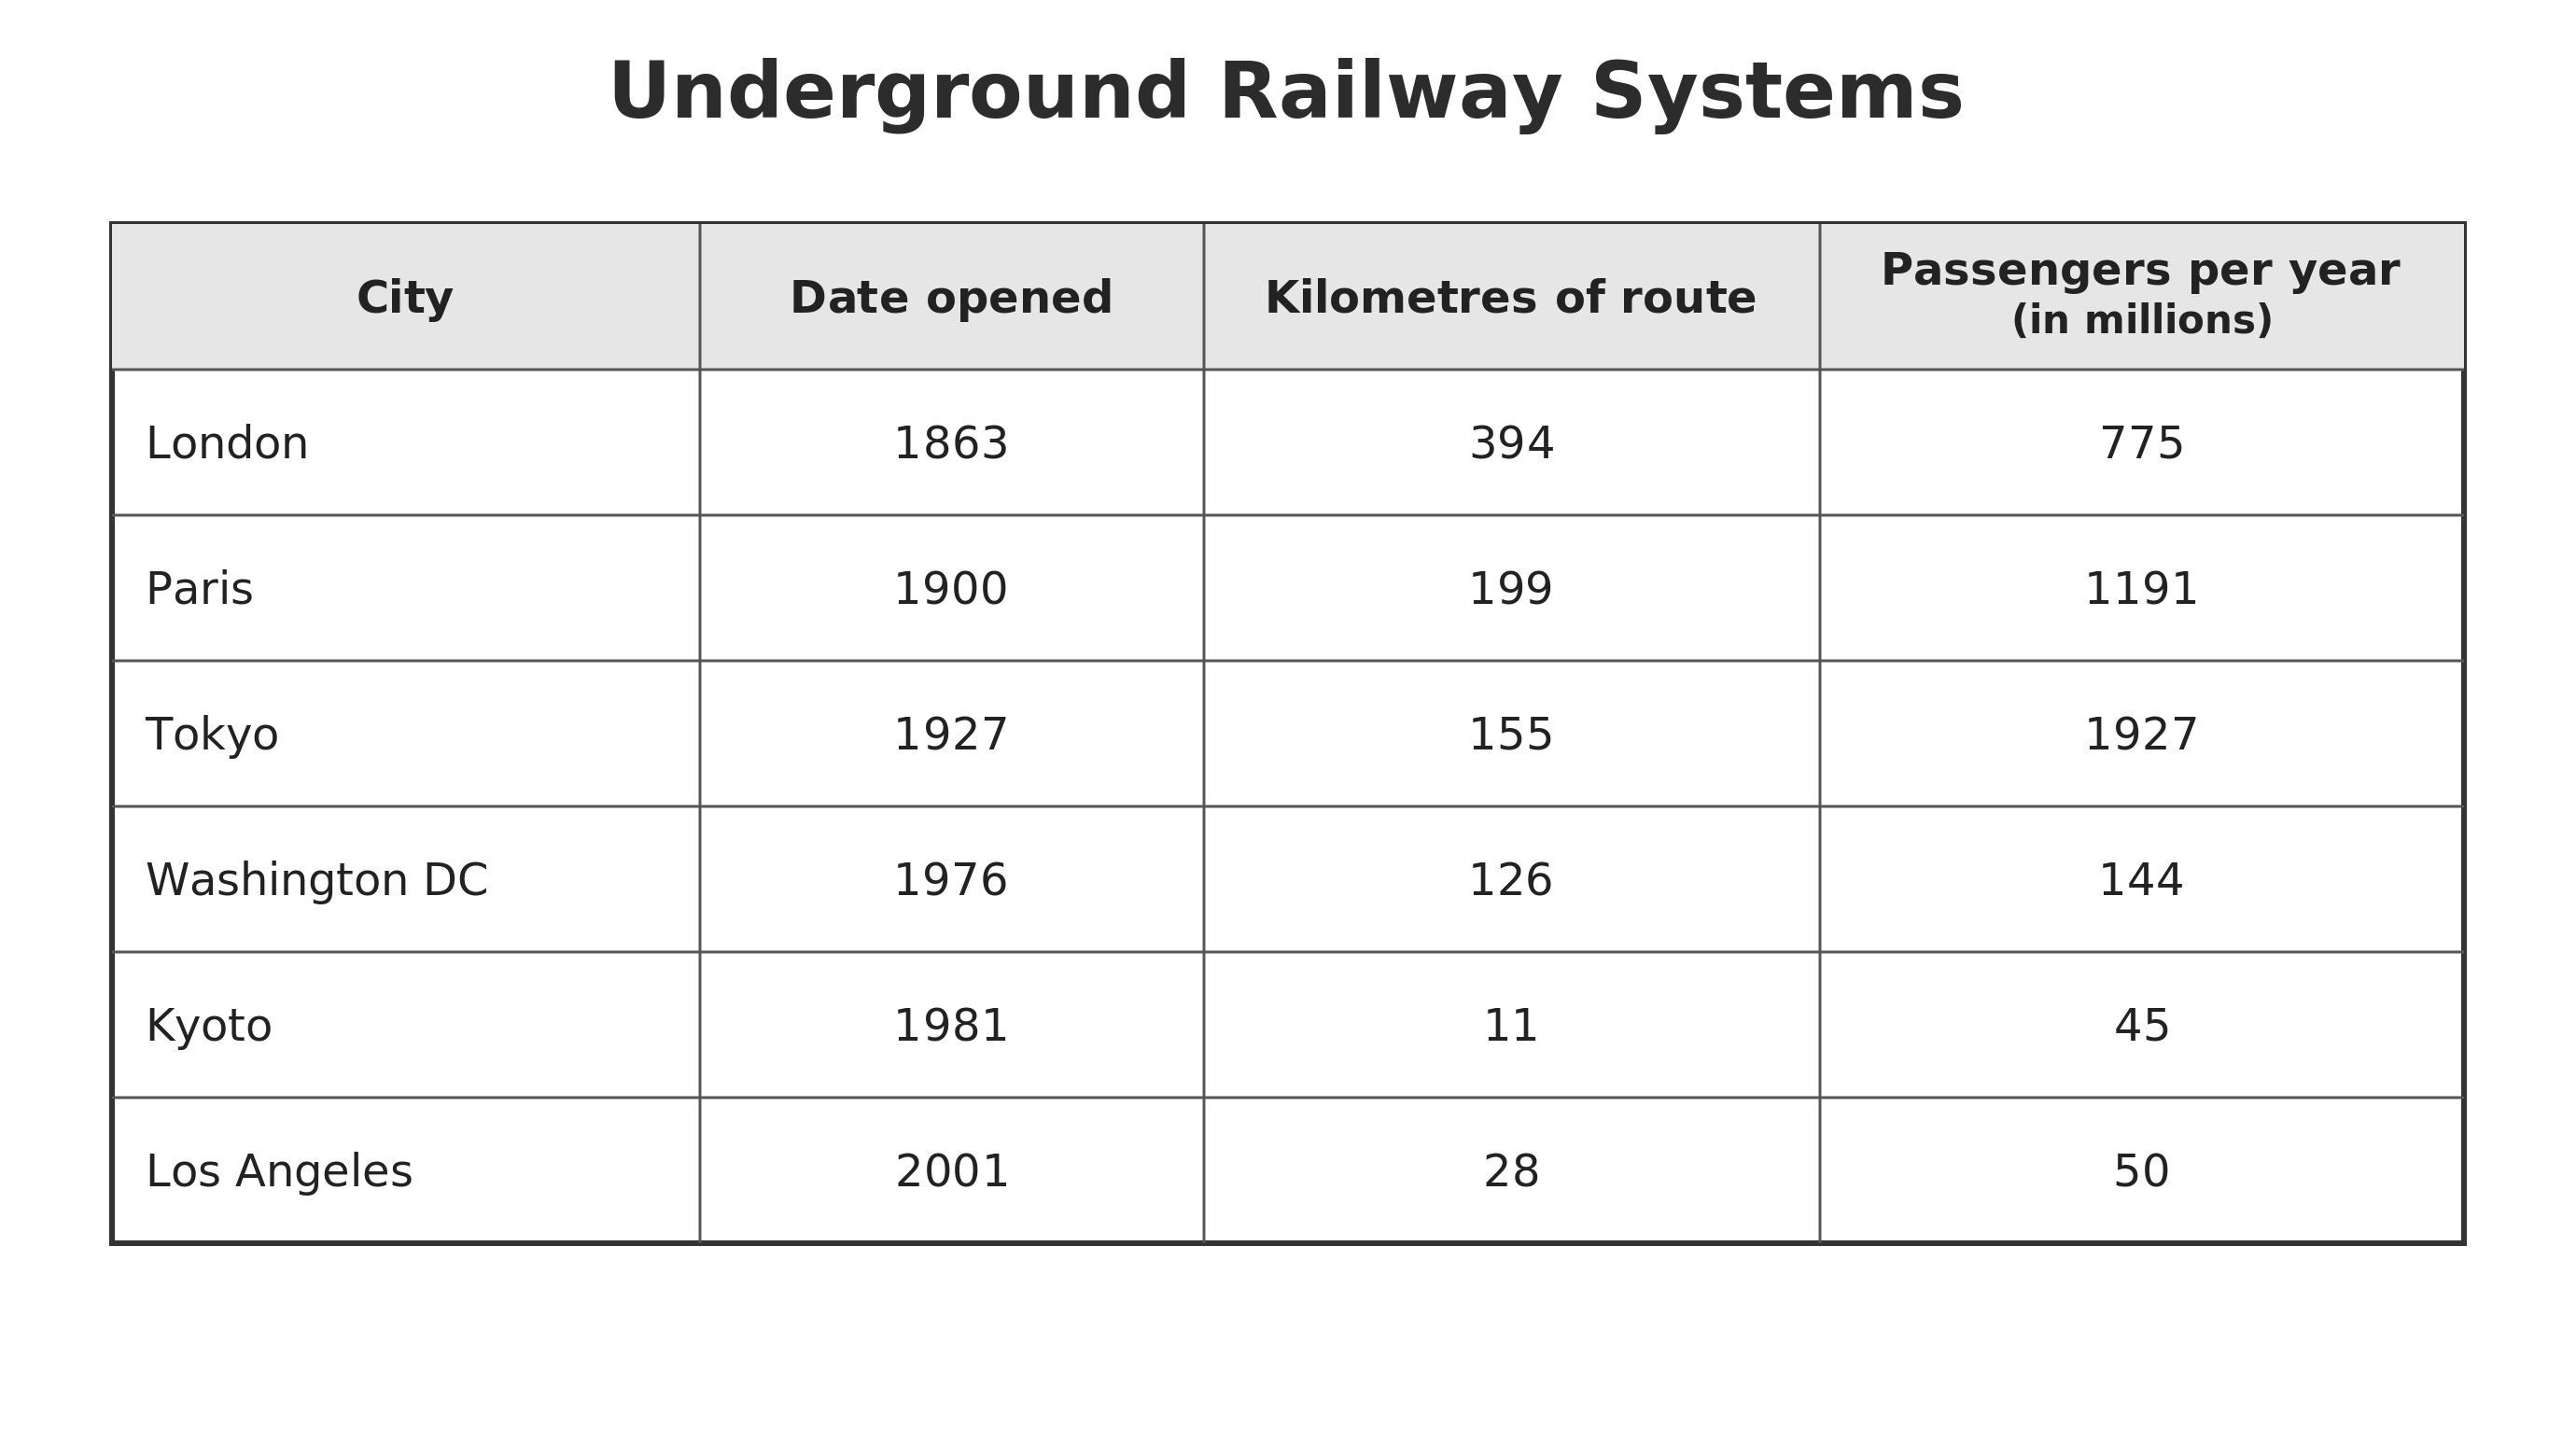 Underground Railway Systems
City Date opened Kilometres of route Passengers per year
(in millions)
London 1863 394 775
Paris 1900 199 1191
Tokyo 1927 155 1927
Washington DC 1976 126 144
Kyoto 1981 11 45
Los Angeles 2001 28 50